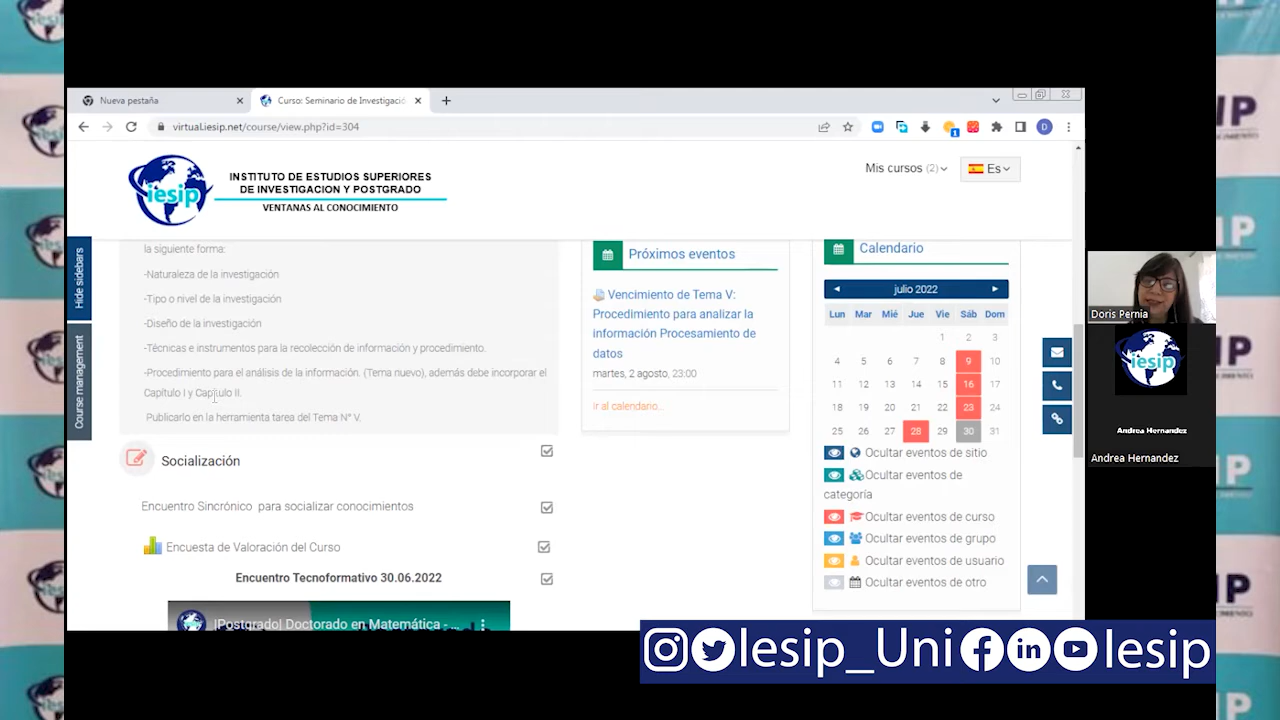 Nueva pestaña
Curso: Seminario de Investigació
virtual.iesip.net/course/view.php?id=304
1
D
iesip
INSTITUTO DE ESTUDIOS SUPERIORES
DE INVESTIGACION Y POSTGRADO
VENTANAS AL CONOCIMIENTO
Mis cursos (2)
Es
Hide sidebars
Course management
la siguiente forma:
-Naturaleza de la investigación
-Tipo o nivel de la investigación
-Diseño de la investigación
-Técnicas e instrumentos para la recolección de información y procedimiento.
-Procedimiento para el análisis de la información. (Tema nuevo), además debe incorporar el
Capítulo I y Capítulo II.
Publicarlo en la herramienta tarea del Tema N° V.
Socialización
Encuentro Sincrónico para socializar conocimientos
Encuesta de Valoración del Curso
Encuentro Tecnoformativo 30.06.2022
|Postgrado| Doctorado en Matemática - ...
Próximos eventos
Vencimiento de Tema V:
Procedimiento para analizar la
información Procesamiento de
datos
martes, 2 agosto, 23:00
Ir al calendario...
Calendario
julio 2022
Lun Mar Mié Jue Vie Sáb Dom
1 2 3
4 5 6 7 8 9 10
11 12 13 14 15 16 17
18 19 20 21 22 23 24
25 26 27 28 29 30 31
Ocultar eventos de sitio
Ocultar eventos de
categoría
Ocultar eventos de curso
Ocultar eventos de grupo
Ocultar eventos de usuario
Ocultar eventos de otro
Doris Pernia
iesip
Andrea Hernandez
Andrea Hernandez
Iesip_Uni
Iesip